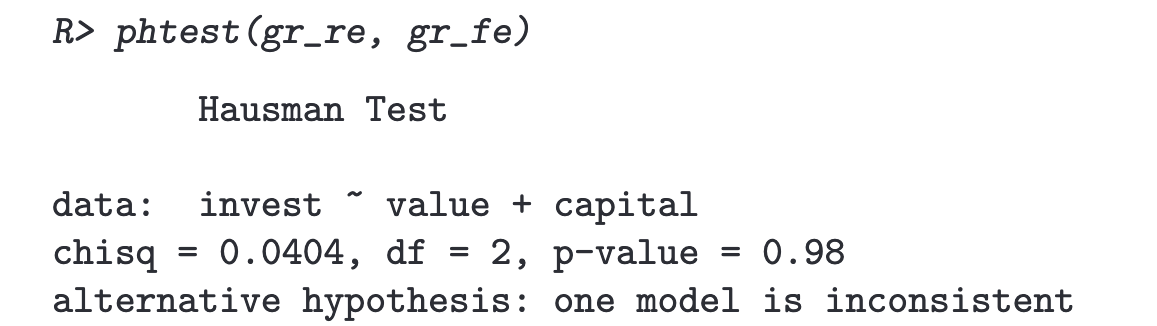 R> phtest(gr_re, gr_fe)
Hausman Test
data: invest ~ value + capital
chisq = 0.0404, df = 2, p-value = 0.98
alternative hypothesis: one model is inconsistent